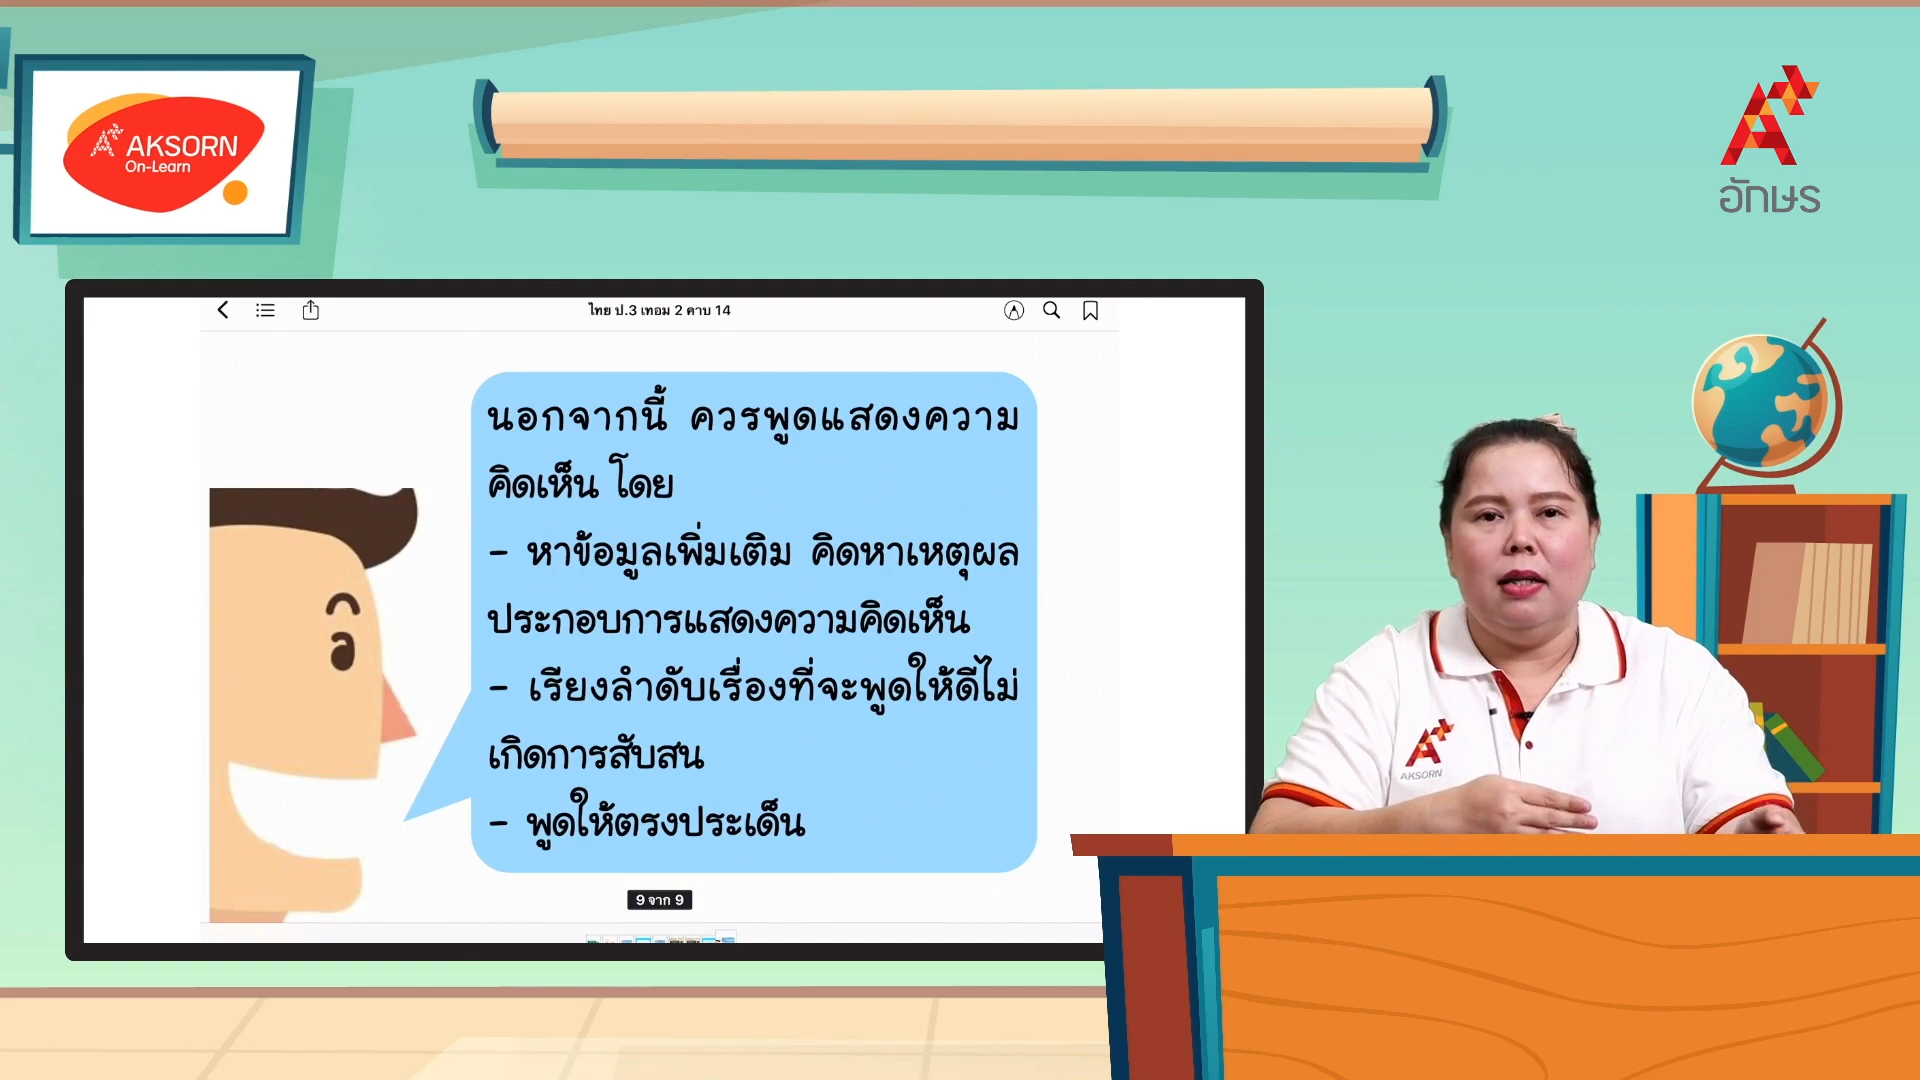 AKSORN
On-Learn
อักษร
ไทย ป.3 เทอม 2 คาบ 14
นอกจากนี้ ควรพูดแสดงความ
คิดเห็น โดย
- หาข้อมูลเพิ่มเติม คิดหาเหตุผล
ประกอบการแสดงความคิดเห็น
- เรียงลำดับเรื่องที่จะพูดให้ดีไม่
เกิดการสับสน
- พูดให้ตรงประเด็น
9 จาก 9
AKSORN